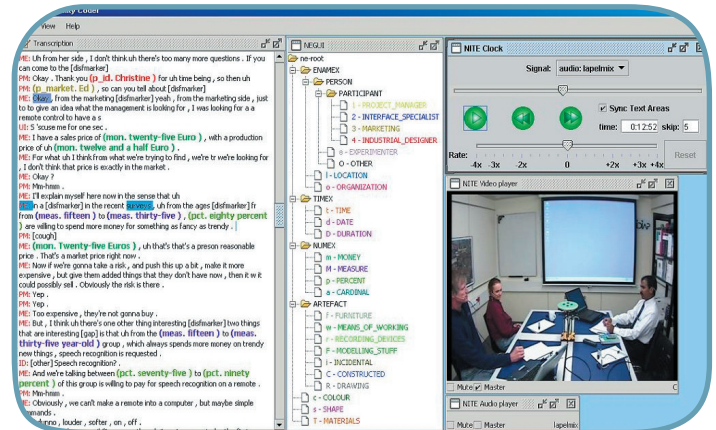 View Help
Transcription
ME: Uh from her side , I don't think uh there's too many more questions . If you
can come to the [disfmarker]
PM: Okay . Thank you (p_id. Christine ) for uh time being , so then uh
PM: (p_market. Ed ) , so can you tell about [disfmarker]
ME: Okay , from the marketing [disfmarker] yeah , from the marketing side , just
to to give an idea what the management is looking for , I was looking for a a
remote control to have a s
UI: S 'scuse me for one sec .
ME: I have a sales price of (mon. twenty-five Euro ) , with a production
price of uh (mon. twelve and a half Euro ) .
ME: For what uh I think from what we're trying to find , we're tr we're looking for
, I don't think that price is exactly in the market .
ME: Okay ?
PM: Mm-hmm .
ME: I'll explain myself here now in the sense that uh
in a [disfmarker] in the recent surveys , uh from the ages [disfmarker] fr
from (meas. fifteen ) to (meas. thirty-five ) , (pct. eighty percent
) are willing to spend more money for something as fancy as trendy .
PM: [cough]
ME: (mon. Twenty-five Euros ) , uh that's that's a preson reasonable
price . That's a market price right now .
ME: Now if we're gonna take a risk , and push this up a bit , make it more
expensive , but give them added things that they don't have now , then it w it
could possibly sell . Obviously the risk is there .
PM: Yep .
PM: Yep .
ME: Too expensive , they're not gonna buy .
ME: But , I think uh there's one other thing interesting [disfmarker] two things
that are interesting [gap] is that uh from the (meas. fifteen ) to (meas.
thirty-five year-old ) group , which always spends more money on trendy
new things , speech recognition is requested .
ID: [other] Speech recognition? .
ME: And we're talking between (pct. seventy-five ) to (pct. ninety
percent ) of this group is willing to pay for speech recognition on a remote .
PM: Mm-hmm .
ME: Obviously , we can't make a remote into a computer , but maybe simple
, louder , softer , on , off .
NEGUI
ne-root
ENAMEX
PERSON
PARTICIPANT
1 - PROJECT_MANAGER
2 - INTERFACE_SPECIALIST
3 - MARKETING
4 - INDUSTRIAL_DESIGNER
e - EXPERIMENTER
O - OTHER
l - LOCATION
o - ORGANIZATION
TIMEX
t - TIME
d - DATE
D - DURATION
NUMEX
m - MONEY
M - MEASURE
p - PERCENT
a - CARDINAL
ARTEFACT
f - FURNITURE
w - MEANS_OF_WORKING
r - RECORDING_DEVICES
F - MODELLING_STUFF
i - INCIDENTAL
C - CONSTRUCTED
R - DRAWING
c - COLOUR
s - SHAPE
T - MATERIALS
NITE Clock
Signal: audio: lapelmix
Sync Text Areas
time: 0:12:52 skip: 5
Rate:
-4x -3x -2x 0 +2x +3x +4x
Reset
NITE Video player
Mute Master
NITE Audio player
Mute Master lapelmix